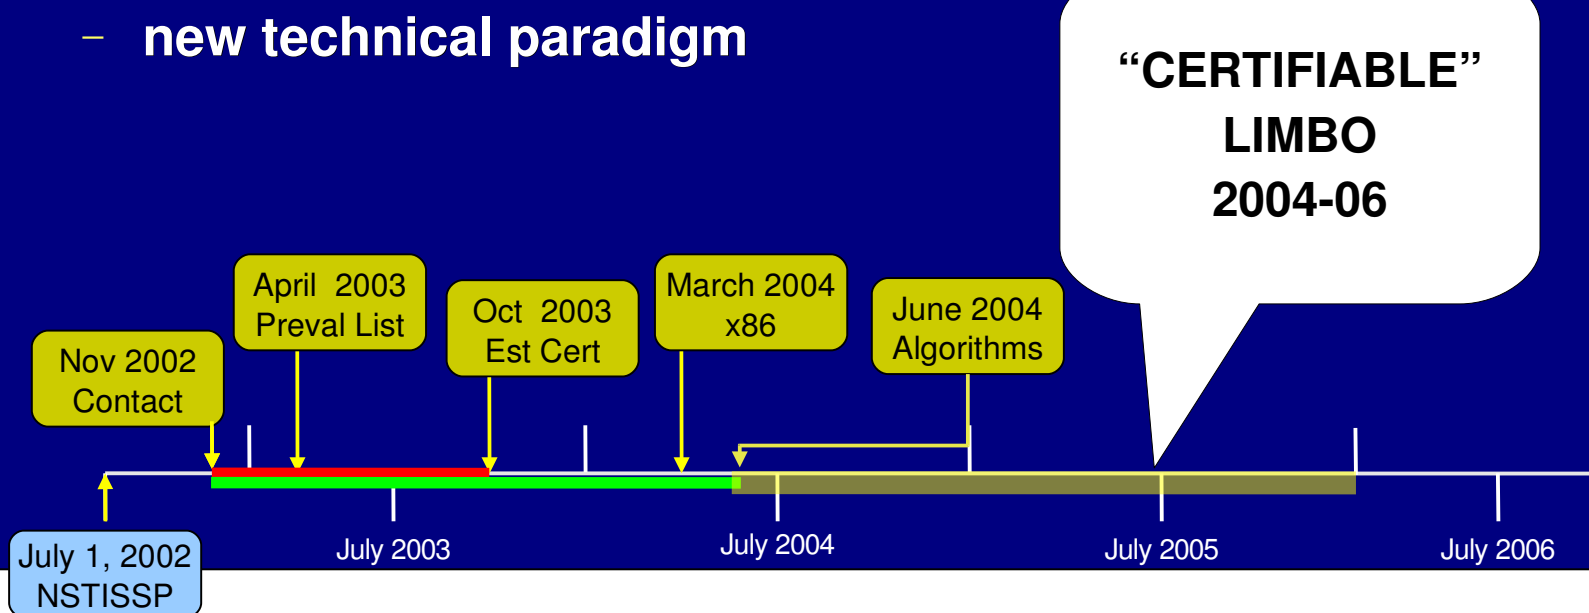 – new technical paradigm
“CERTIFIABLE”
LIMBO
2004-06
April 2003
Preval List
Oct 2003
Est Cert
March 2004
x86
June 2004
Algorithms
Nov 2002
Contact
July 1, 2002
NSTISSP
July 2003
July 2004
July 2005
July 2006